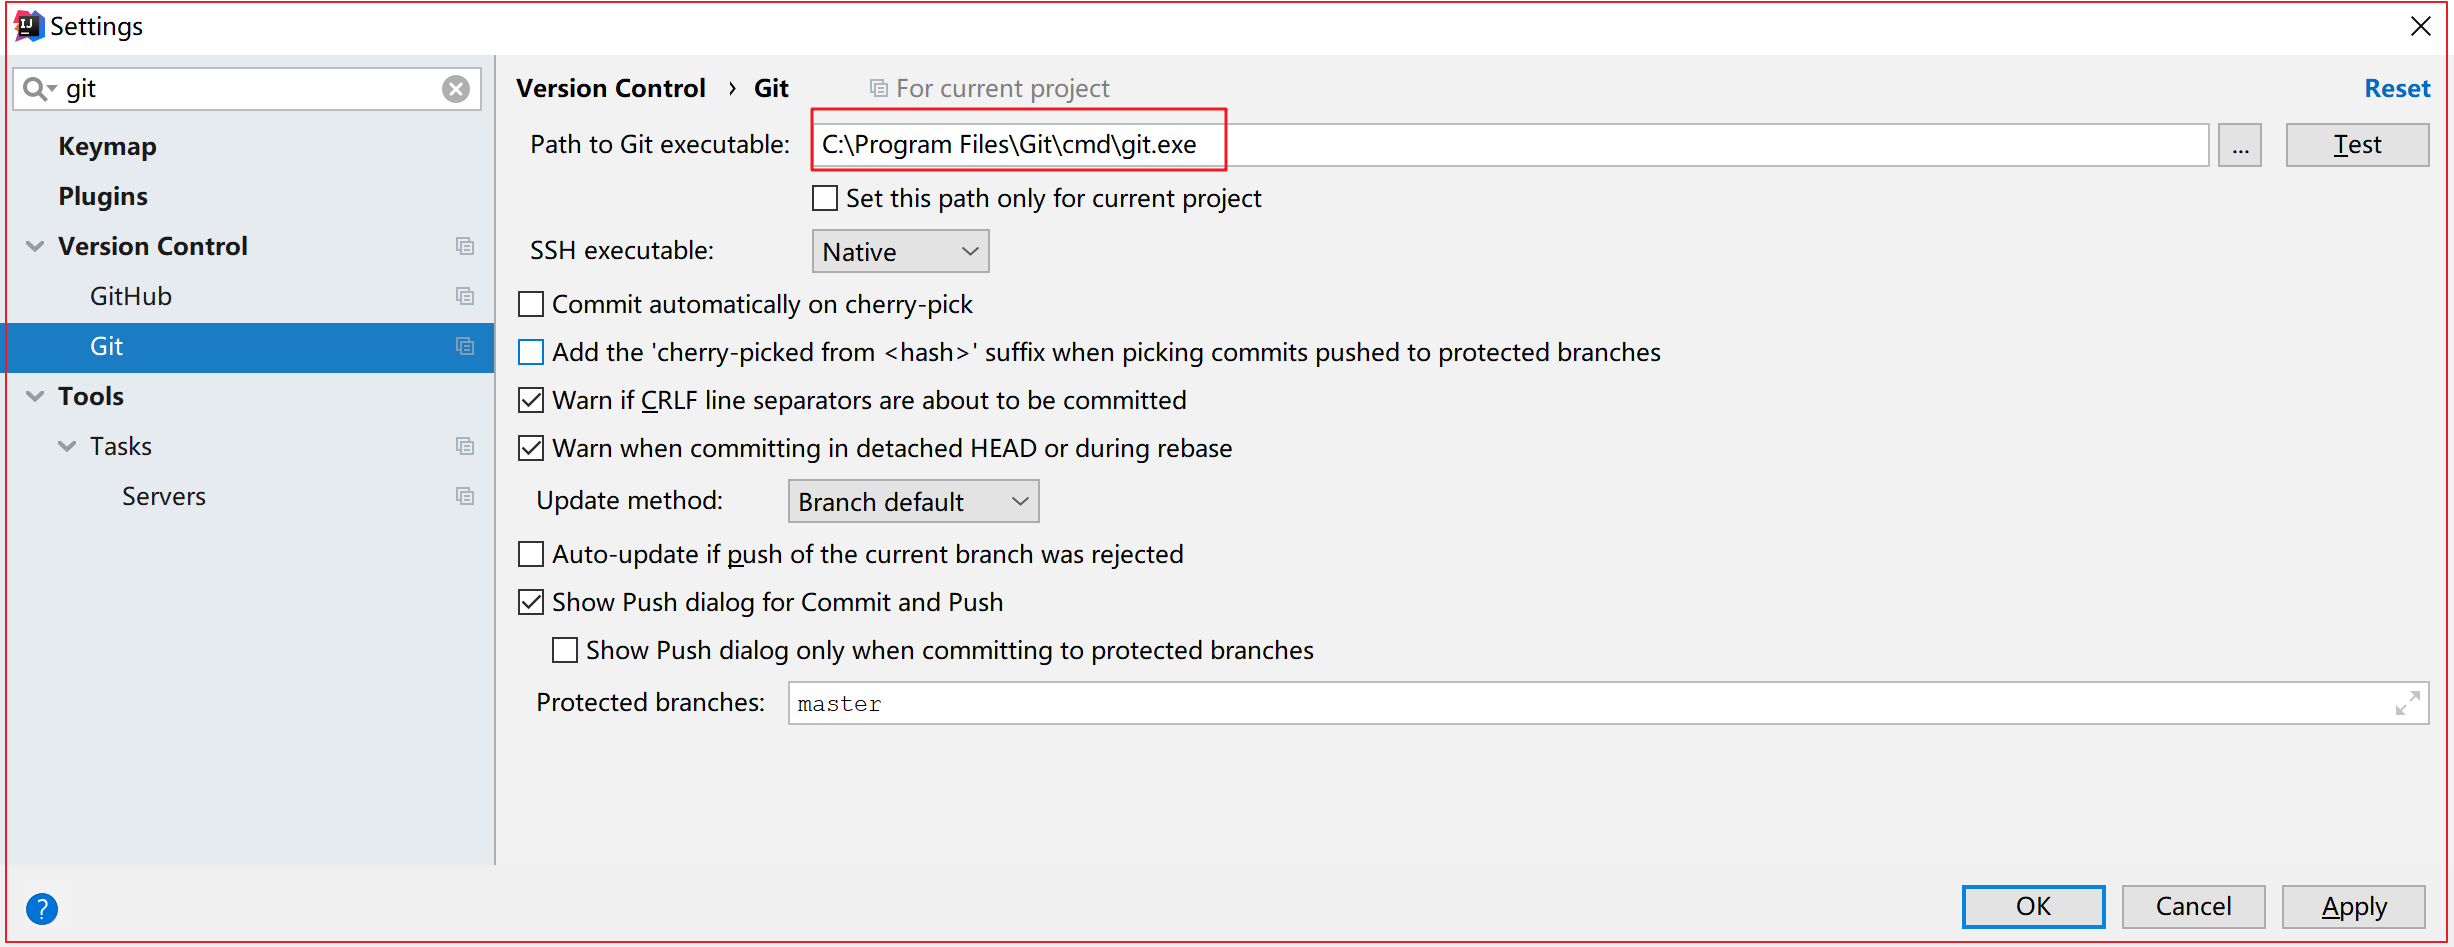 IJ Settings
git
Keymap
Plugins
Version Control
GitHub
Git
Tools
Tasks
Servers
Version Control › Git For current project Reset
Path to Git executable: C:\Program Files\Git\cmd\git.exe ... Test
Set this path only for current project
SSH executable: Native
Commit automatically on cherry-pick
Add the 'cherry-picked from <hash>' suffix when picking commits pushed to protected branches
Warn if CRLF line separators are about to be committed
Warn when committing in detached HEAD or during rebase
Update method: Branch default
Auto-update if push of the current branch was rejected
Show Push dialog for Commit and Push
Show Push dialog only when committing to protected branches
Protected branches: master
? OK Cancel Apply